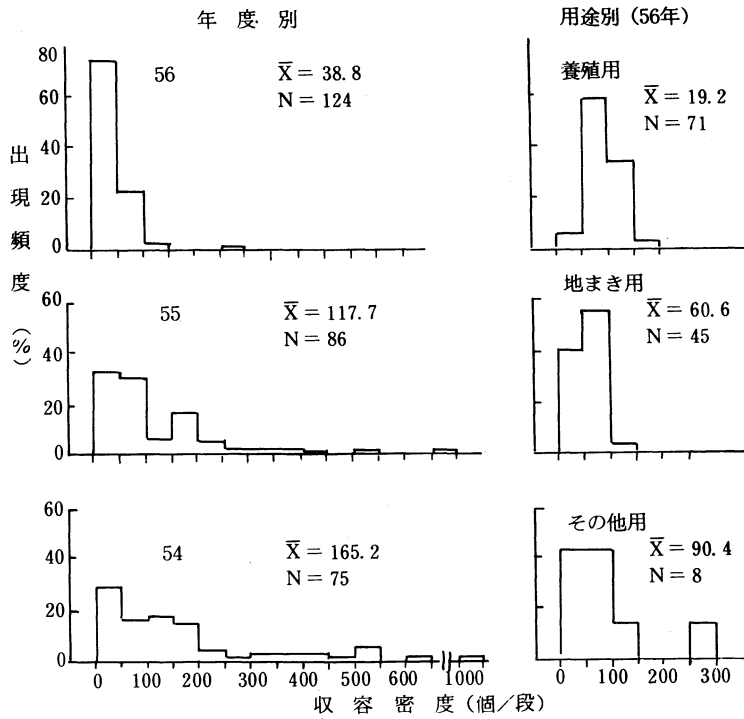 年 度 別
用途別 (56年)
出現頻度 (%)
80
60
40
20
0
56
X̄ = 38.8
N = 124
養殖用
X̄ = 19.2
N = 71
60
40
20
0
55
X̄ = 117.7
N = 86
地まき用
X̄ = 60.6
N = 45
60
40
20
0
54
X̄ = 165.2
N = 75
その他用
X̄ = 90.4
N = 8
0 100 200 300 400 500 600 1000
0 100 200 300
収 容 密 度 (個/段)